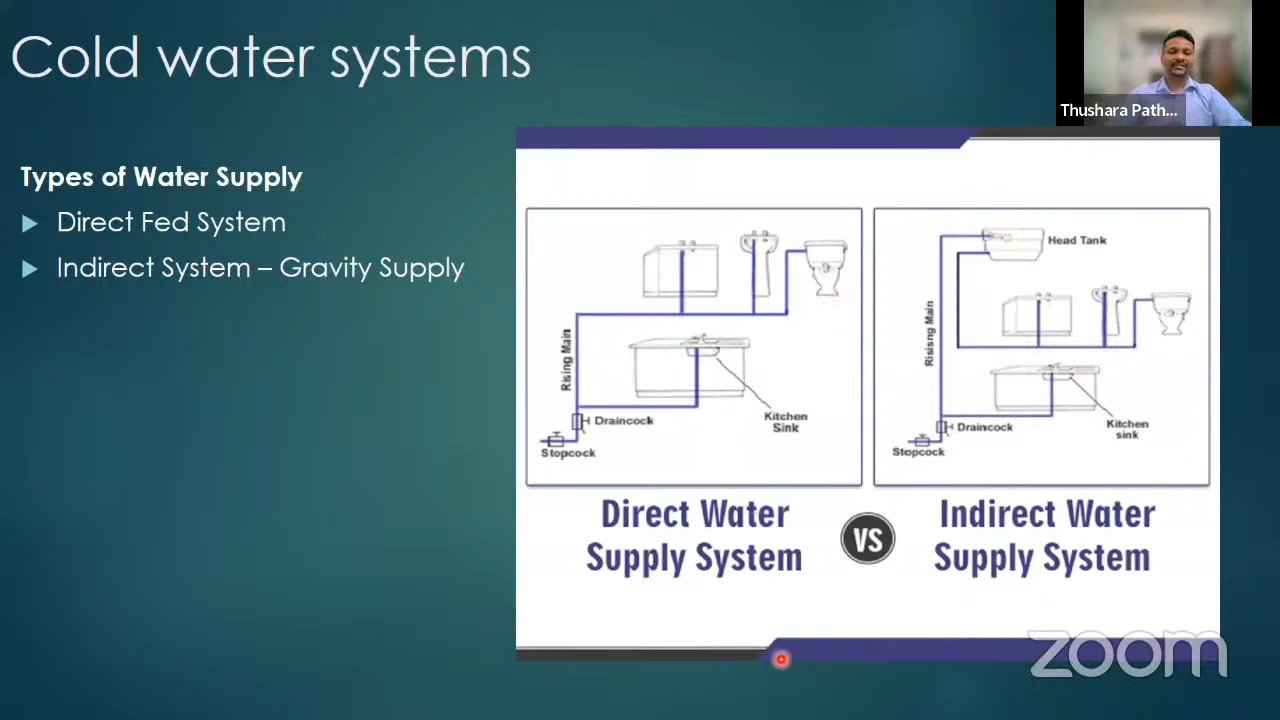 Cold water systems
Thushara Path...
Types of Water Supply
Direct Fed System
Indirect System – Gravity Supply
Rising Main
Draincock
Stopcock
Kitchen
Sink
Head Tank
Risisng Main
Draincock
Stopcock
Kitchen
sink
Direct Water
Supply System
VS
Indirect Water
Supply System
zoom